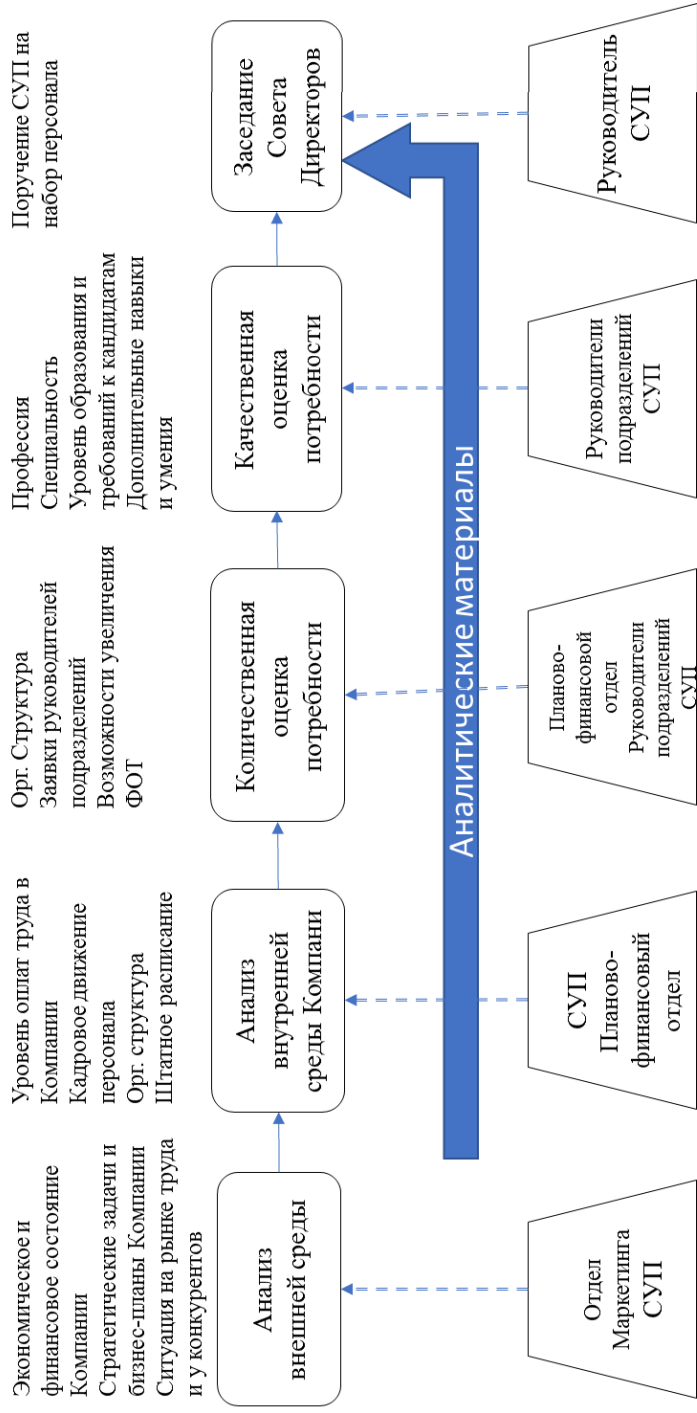 Экономическое и
финансовое состояние
Компании
Стратегические задачи и
бизнес-планы Компании
Ситуация на рынке труда
и у конкурентов
Уровень оплат труда в
Компании
Кадровое движение
персонала
Орг. структура
Штатное расписание
Орг. Структура
Заявки руководителей
подразделений
Возможности увеличения
ФОТ
Профессия
Специальность
Уровень образования и
требований к кандидатам
Дополнительные навыки
и умения
Поручение СУП на
набор персонала
Анализ
внешней среды
Анализ
внутренней
среды Компани
Количественная
оценка
потребности
Качественная
оценка
потребности
Заседание
Совета
Директоров
Аналитические материалы
Отдел
Маркетинга
СУП
СУП
Планово-
финансовый
отдел
Планово-
финансовой
отдел
Руководители
подразделений
СУП
Руководители
подразделений
СУП
Руководитель
СУП